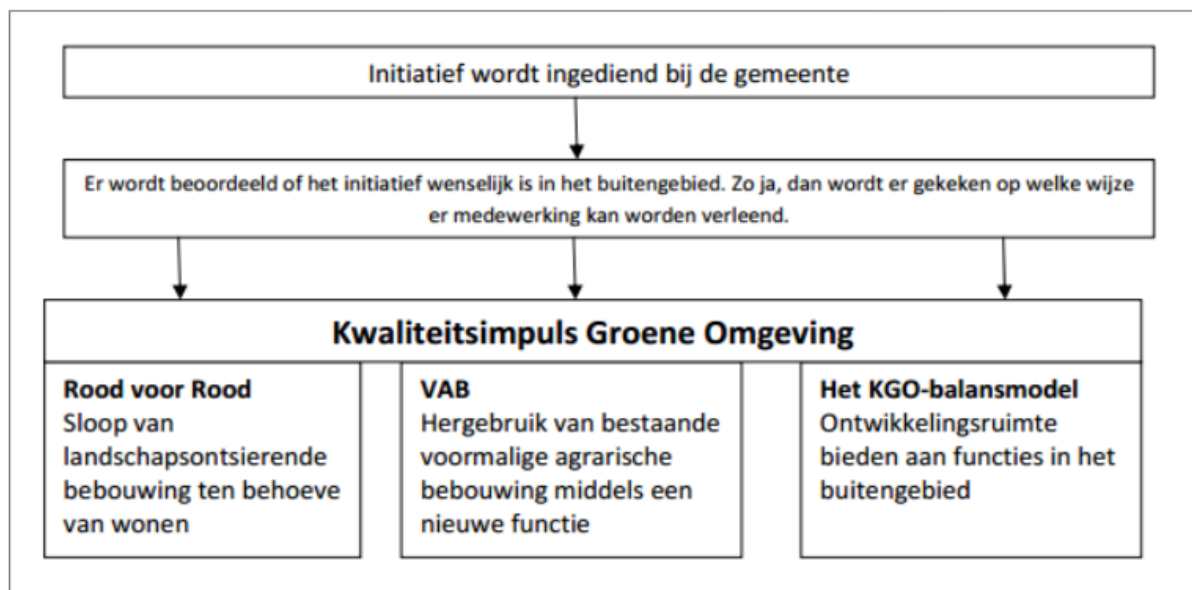 Initiatief wordt ingediend bij de gemeente
Er wordt beoordeeld of het initiatief wenselijk is in het buitengebied. Zo ja, dan wordt er gekeken op welke wijze
er medewerking kan worden verleend.
Kwaliteitsimpuls Groene Omgeving
Rood voor Rood
Sloop van
landschapsontsierende
bebouwing ten behoeve
van wonen
VAB
Hergebruik van bestaande
voormalige agrarische
bebouwing middels een
nieuwe functie
Het KGO-balansmodel
Ontwikkelingsruimte
bieden aan functies in het
buitengebied